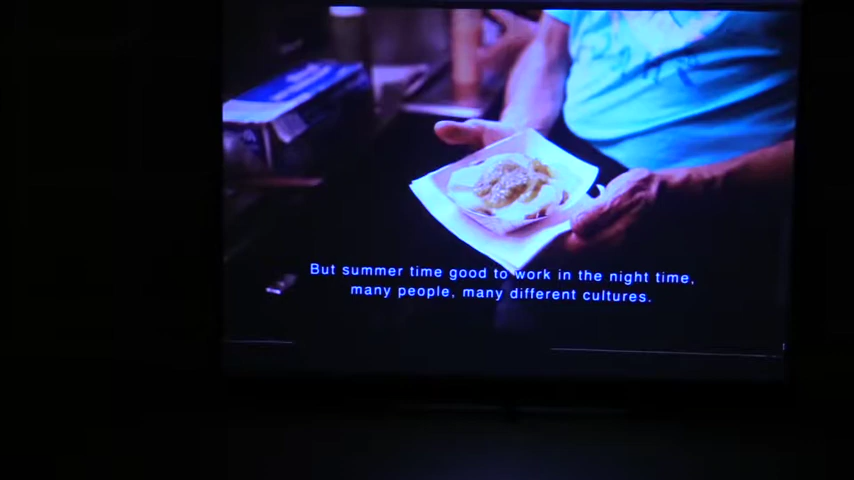 But summer time good to work in the night time,
many people, many different cultures.